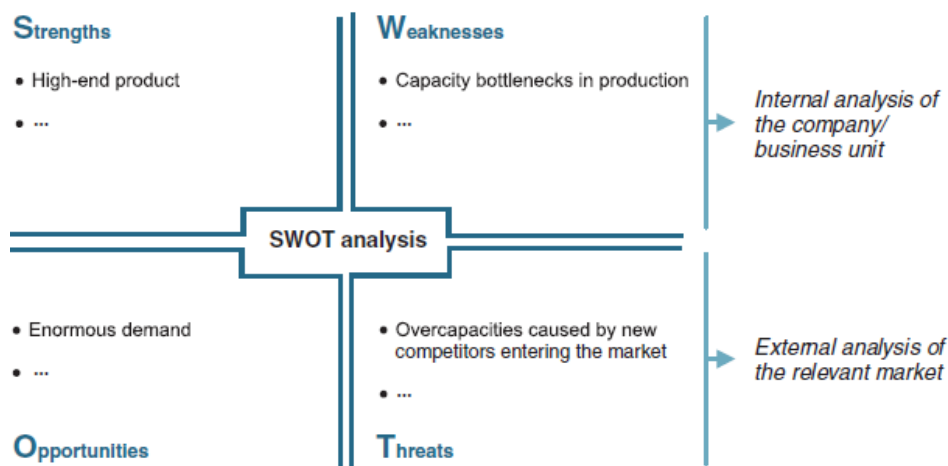 Strengths
• High-end product
• ...
Weaknesses
• Capacity bottlenecks in production
• ...
Internal analysis of
the company/
business unit
SWOT analysis
• Enormous demand
• ...
Opportunities
• Overcapacities caused by new
competitors entering the market
• ...
Threats
External analysis of
the relevant market